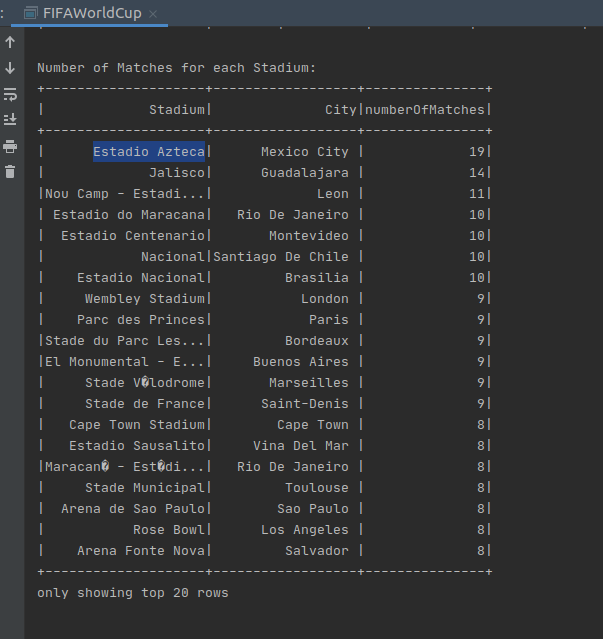 : FIFAWorldCup ×
Number of Matches for each Stadium:
+--------------------+------------------+---------------+
|             Stadium|              City|numberOfMatches|
+--------------------+------------------+---------------+
|      Estadio Azteca|      Mexico City |             19|
|             Jalisco|      Guadalajara |             14|
|Nou Camp - Estadi...|             Leon |             11|
| Estadio do Maracana|   Rio De Janeiro |             10|
|  Estadio Centenario|       Montevideo |             10|
|            Nacional|Santiago De Chile |             10|
|    Estadio Nacional|         Brasilia |             10|
|     Wembley Stadium|           London |              9|
|    Parc des Princes|            Paris |              9|
|Stade du Parc Les...|         Bordeaux |              9|
|El Monumental - E...|     Buenos Aires |              9|
|     Stade V�lodrome|       Marseilles |              9|
|     Stade de France|      Saint-Denis |              9|
|   Cape Town Stadium|        Cape Town |              8|
|   Estadio Sausalito|     Vina Del Mar |              8|
|Maracan� - Est�di...|   Rio De Janeiro |              8|
|     Stade Municipal|         Toulouse |              8|
|  Arena de Sao Paulo|        Sao Paulo |              8|
|           Rose Bowl|      Los Angeles |              8|
|    Arena Fonte Nova|         Salvador |              8|
+--------------------+------------------+---------------+
only showing top 20 rows